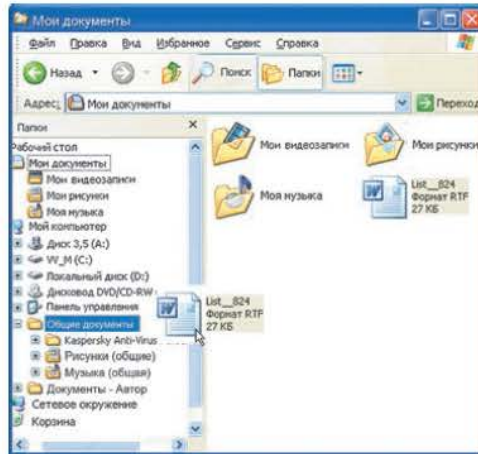 Мои документы
Файл Правка Вид Избранное Сервис Справка
Назад Поиск Папки
Адрес: Мои документы Переход
Папки
Рабочий стол
Мои документы
Мои видеозаписи
Мои рисунки
Моя музыка
Мой компьютер
Диск 3,5 (A:)
VV_M (C:)
Локальный диск (D:)
Дисковод DVD/CD-RW
Панель управления
Общие документы
Kaspersky Anti-Virus
Рисунки (общие)
Музыка (общая)
Документы - Автор
Сетевое окружение
Корзина
Мои видеозаписи
Мои рисунки
Моя музыка
List__824
Формат RTF
27 КБ
List__824
Формат RTF
27 КБ